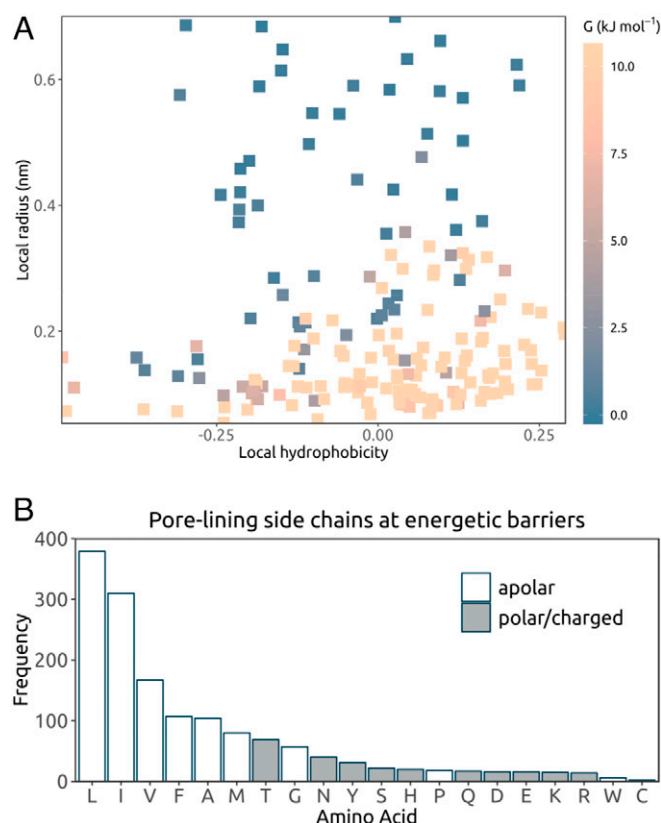 A
G (kJ mol⁻¹)
0.6
0.4
0.2
Local radius (nm)
10.0
7.5
5.0
2.5
0.0
-0.25 0.00 0.25
Local hydrophobicity
B
Pore-lining side chains at energetic barriers
400
300
200
100
0
Frequency
apolar
polar/charged
L I V F A M T G N Y S H P Q D E K R W C
Amino Acid